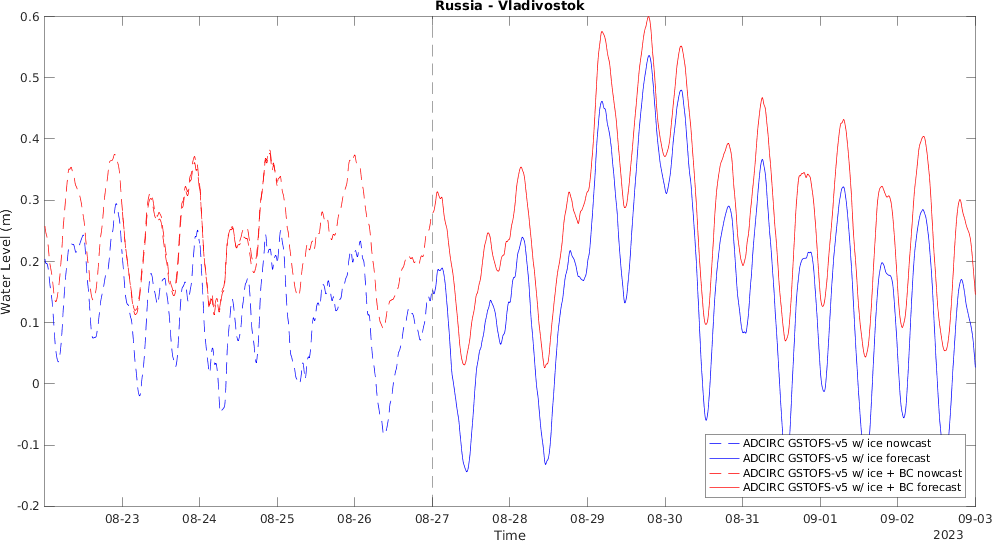 Russia - Vladivostok
0.6
0.5
0.4
0.3
0.2
0.1
0
-0.1
-0.2
Water Level (m)
ADCIRC GSTOFS-v5 w/ ice nowcast
ADCIRC GSTOFS-v5 w/ ice forecast
ADCIRC GSTOFS-v5 w/ ice + BC nowcast
ADCIRC GSTOFS-v5 w/ ice + BC forecast
08-23 08-24 08-25 08-26 08-27 08-28 08-29 08-30 08-31 09-01 09-02 09-03
Time
2023